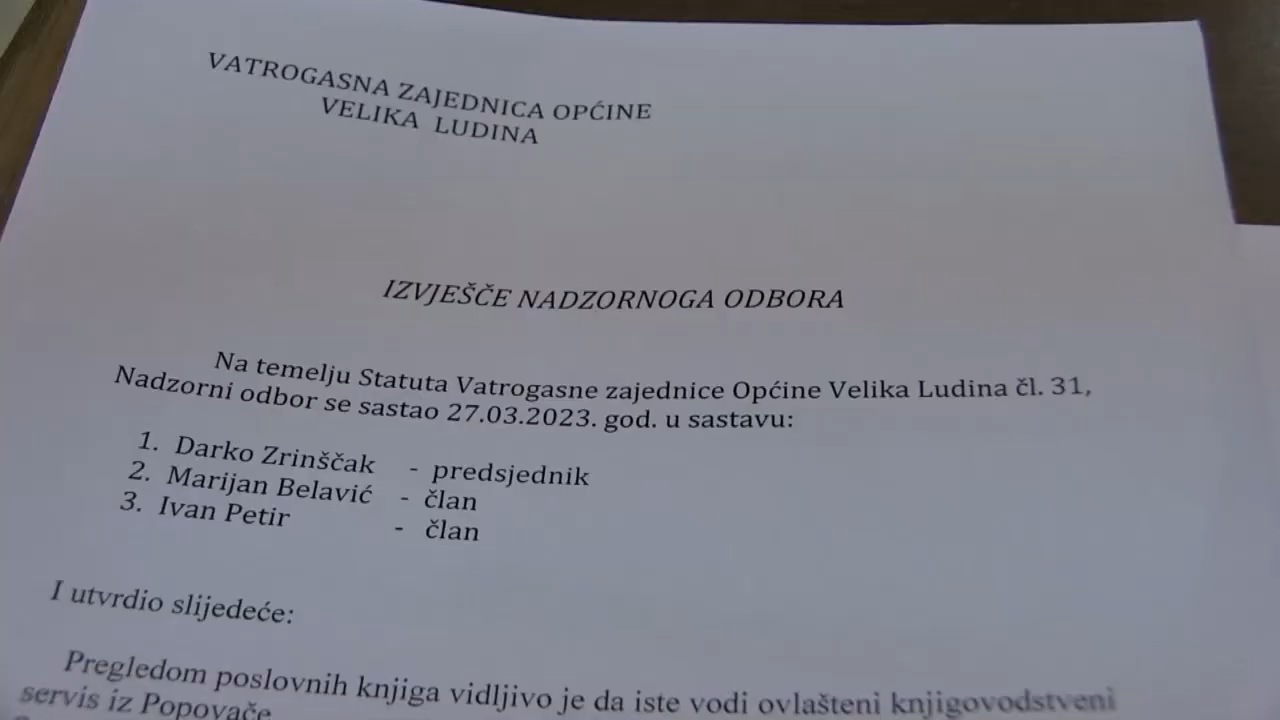 VATROGASNA ZAJEDNICA OPĆINE
VELIKA LUDINA
IZVJEŠČE NADZORNOGA ODBORA
Na temelju Statuta Vatrogasne zajednice Općine Velika Ludina čl. 31,
Nadzorni odbor se sastao 27.03.2023. god. u sastavu:
1. Darko Zrinščak - predsjednik
2. Marijan Belavić - član
3. Ivan Petir - član
I utvrdio slijedeće:
Pregledom poslovnih knjiga vidljivo je da iste vodi ovlašteni knjigovodstveni
servis iz Popovače